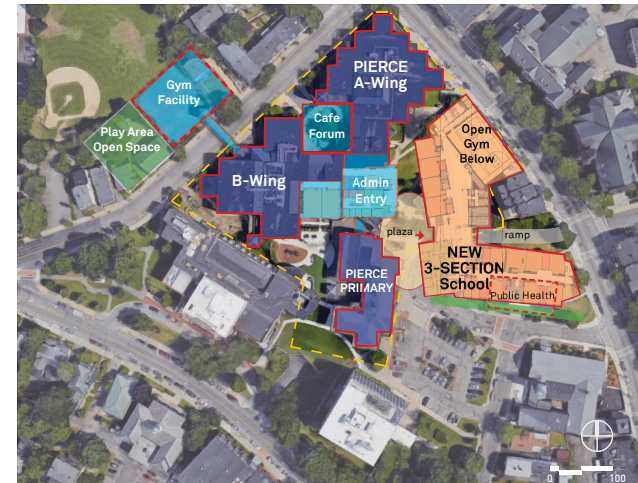 PIERCE
A-Wing
Gym
Facility
Cafe
Forum
Play Area
Open Space
Open
Gym
Below
B-Wing
Admin
Entry
plaza
ramp
NEW
3-SECTION
School
PIERCE
PRIMARY
Public Health
0 100